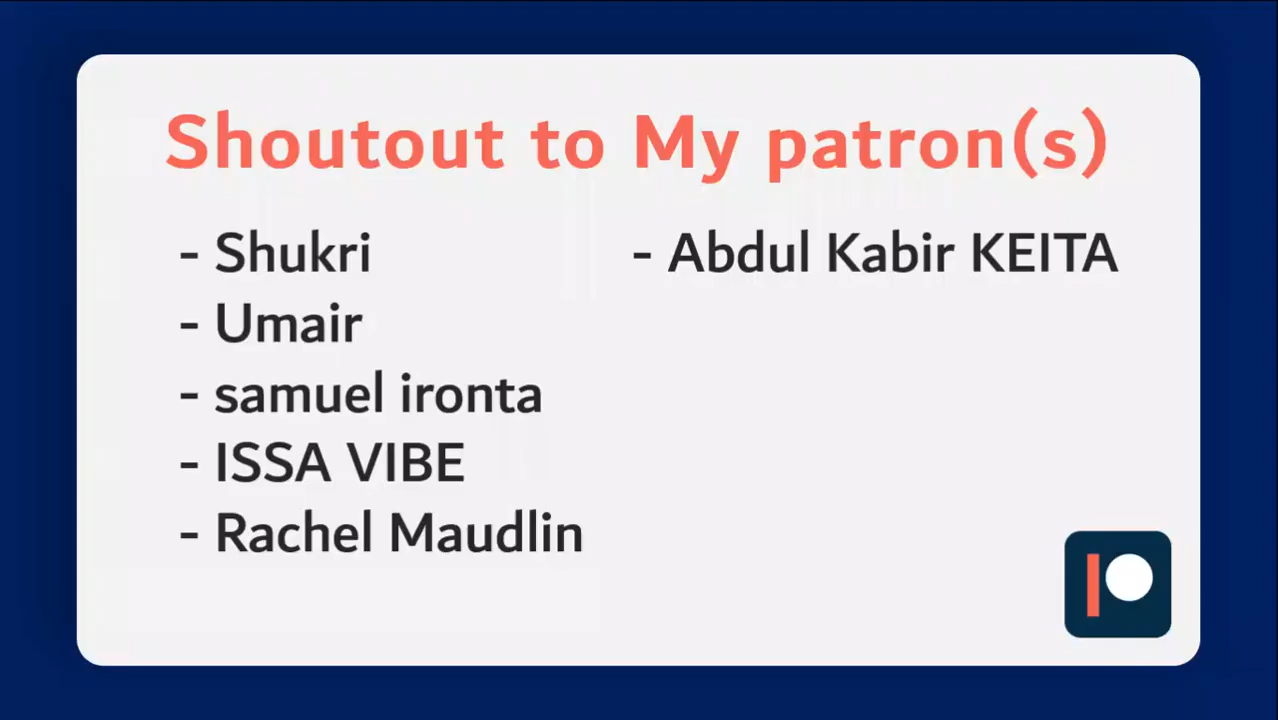 Shoutout to My patron(s)
- Shukri
- Umair
- samuel ironta
- ISSA VIBE
- Rachel Maudlin
- Abdul Kabir KEITA